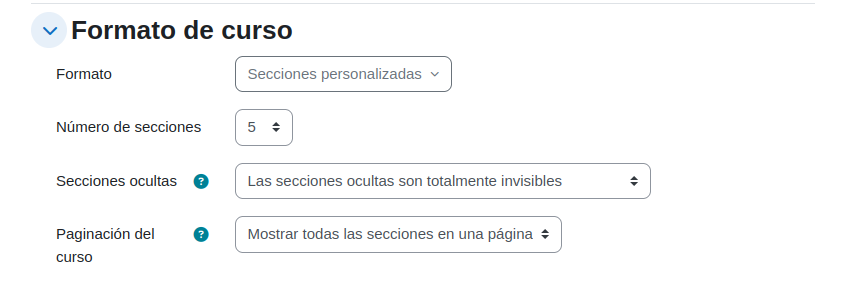 Formato de curso
Formato
Secciones personalizadas
Número de secciones
5
Secciones ocultas
?
Las secciones ocultas son totalmente invisibles
Paginación del
curso
?
Mostrar todas las secciones en una página